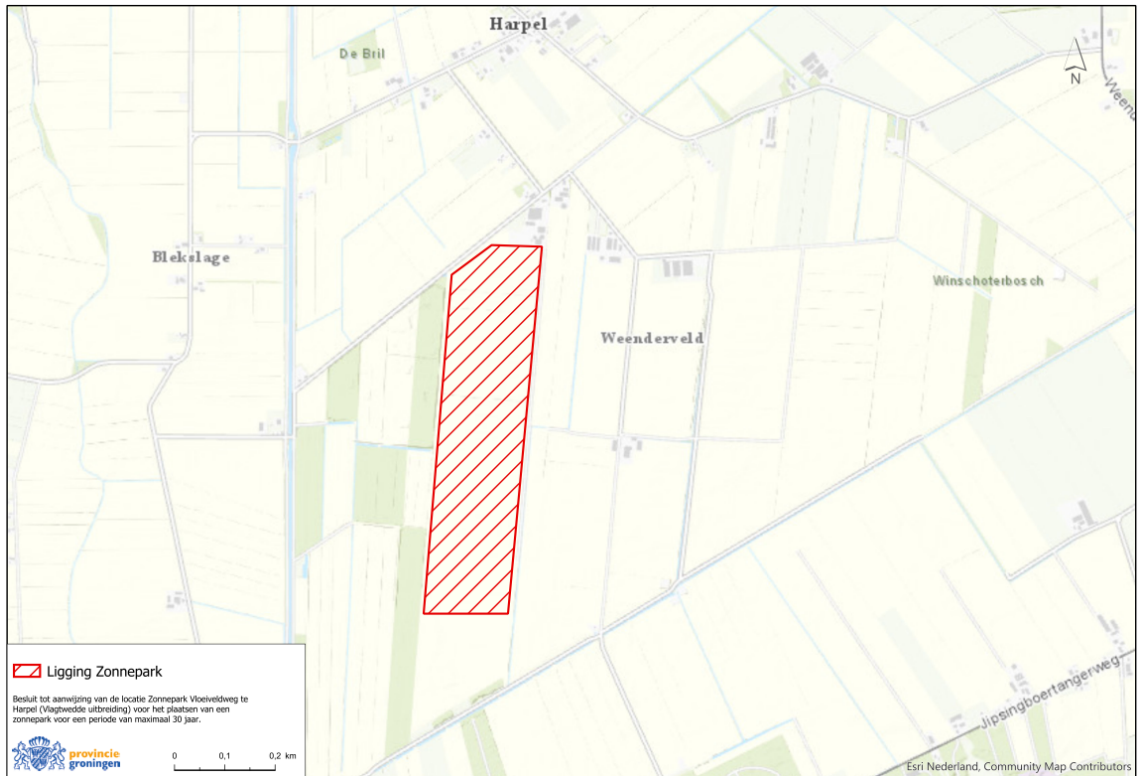 Harpel
De Bril
N
Weend
Blekslage
Winschoterbosch
Weenderveld
Jipsingboertangerweg
Ligging Zonnepark
Besluit tot aanwijzing van de locatie Zonnepark Vloeiveldweg te
Harpel (Vlagtwedde uitbreiding) voor het plaatsen van een
zonnepark voor een periode van maximaal 30 jaar.
provincie
groningen
0 0,1 0,2 km
Esri Nederland, Community Map Contributors